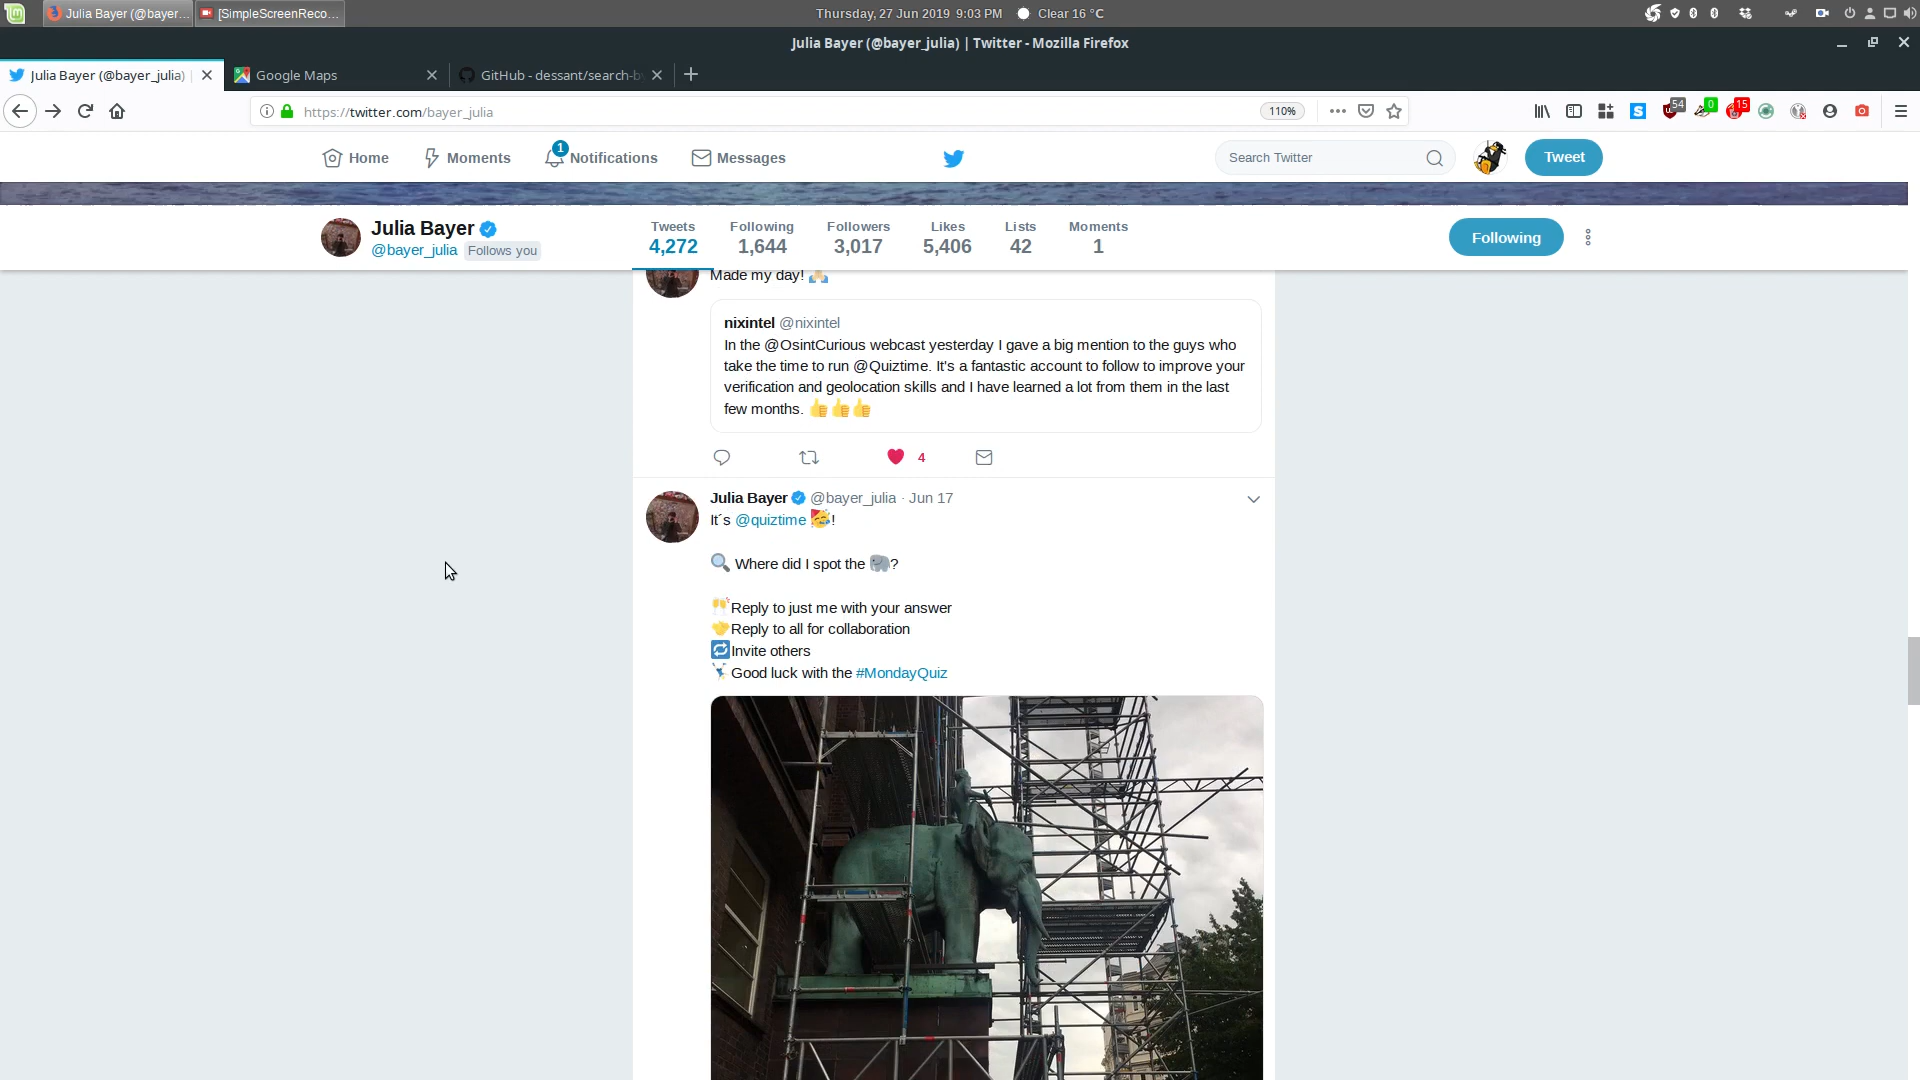 Julia Bayer (@bayer...
[SimpleScreenReco...
Thursday, 27 Jun 2019 9:03 PM
Clear 16 °C
Julia Bayer (@bayer_julia) | Twitter - Mozilla Firefox
Julia Bayer (@bayer_julia) |
Google Maps
GitHub - dessant/search-b
https://twitter.com/bayer_julia
110%
54
0
15
Home
Moments
1
Notifications
Messages
Search Twitter
Tweet
Julia Bayer
@bayer_julia Follows you
Tweets
4,272
Following
1,644
Followers
3,017
Likes
5,406
Lists
42
Moments
1
Following
Made my day! 🙏🏻
nixintel @nixintel
In the @OsintCurious webcast yesterday I gave a big mention to the guys who
take the time to run @Quiztime. It's a fantastic account to follow to improve your
verification and geolocation skills and I have learned a lot from them in the last
few months. 👍👍👍
4
Julia Bayer @bayer_julia · Jun 17
It´s @quiztime 🥳!
🔍 Where did I spot the 🐘?
🥂Reply to just me with your answer
🤝Reply to all for collaboration
🔁Invite others
🤸Good luck with the #MondayQuiz